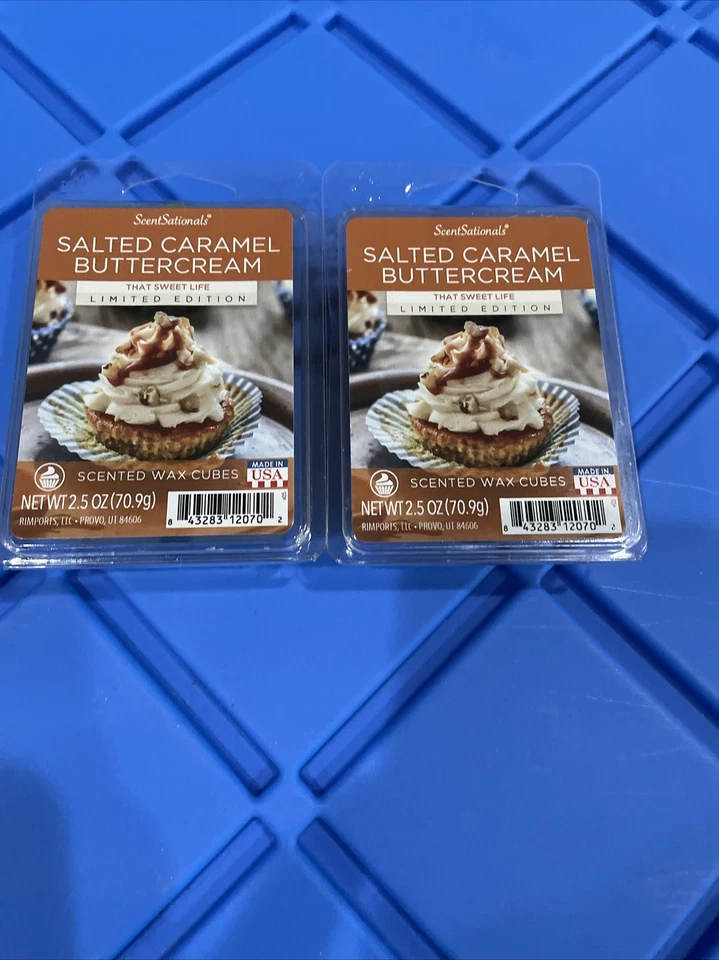 ScentSationals®
SALTED CARAMEL
BUTTERCREAM
THAT SWEET LIFE
LIMITED EDITION
SCENTED WAX CUBES
MADE IN
USA
NET WT 2.5 OZ (70.9g)
RIMPORTS, LLC • PROVO, UT 84606
8 43283 12070 2
ScentSationals®
SALTED CARAMEL
BUTTERCREAM
THAT SWEET LIFE
LIMITED EDITION
SCENTED WAX CUBES
MADE IN
USA
NET WT 2.5 OZ (70.9g)
RIMPORTS, LLC • PROVO, UT 84606
8 43283 12070 2